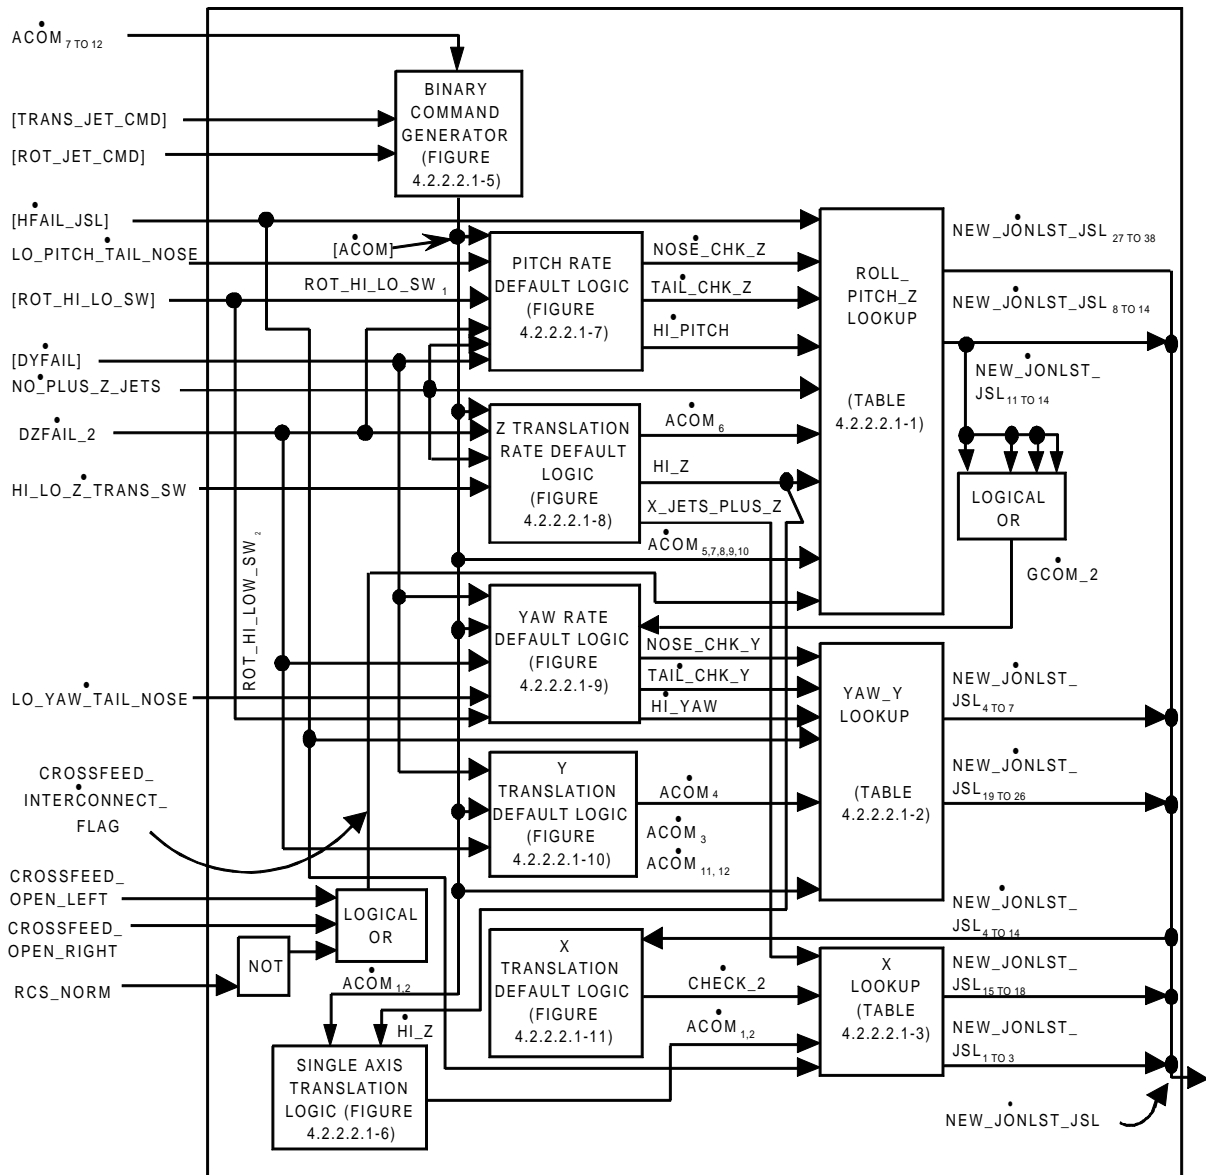 ACOM 7 TO 12
BINARY
COMMAND
GENERATOR
(FIGURE
4.2.2.2.1-5)
[TRANS_JET_CMD]
[ROT_JET_CMD]
[HFAIL_JSL]
LO_PITCH_TAIL_NOSE
[ACOM]
[ROT_HI_LO_SW]
ROT_HI_LO_SW 1
[DYFAIL]
NO_PLUS_Z_JETS
DZFAIL_2
HI_LO_Z_TRANS_SW
PITCH RATE
DEFAULT LOGIC
(FIGURE
4.2.2.2.1-7)
NOSE_CHK_Z
TAIL_CHK_Z
HI_PITCH
ROLL_
PITCH_Z
LOOKUP
(TABLE
4.2.2.2.1-1)
NEW_JONLST_JSL 27 TO 38
NEW_JONLST_JSL 8 TO 14
NEW_JONLST_
JSL 11 TO 14
LOGICAL
OR
GCOM_2
Z TRANSLATION
RATE DEFAULT
LOGIC
(FIGURE
4.2.2.2.1-8)
ACOM 6
HI_Z
X_JETS_PLUS_Z
ACOM 5,7,8,9,10
ROT_HI_LOW_SW 2
YAW RATE
DEFAULT LOGIC
(FIGURE
4.2.2.2.1-9)
NOSE_CHK_Y
TAIL_CHK_Y
HI_YAW
LO_YAW_TAIL_NOSE
YAW_Y
LOOKUP
(TABLE
4.2.2.2.1-2)
NEW_JONLST_
JSL 4 TO 7
NEW_JONLST_
JSL 19 TO 26
Y
TRANSLATION
DEFAULT LOGIC
(FIGURE
4.2.2.2.1-10)
ACOM 4
ACOM 3
ACOM 11, 12
CROSSFEED_
INTERCONNECT_
FLAG
CROSSFEED_
OPEN_LEFT
CROSSFEED_
OPEN_RIGHT
RCS_NORM
NOT
LOGICAL
OR
ACOM 1,2
HI_Z
NEW_JONLST_
JSL 4 TO 14
X
TRANSLATION
DEFAULT LOGIC
(FIGURE
4.2.2.2.1-11)
CHECK_2
ACOM 1,2
X
LOOKUP
(TABLE
4.2.2.2.1-3)
NEW_JONLST_
JSL 15 TO 18
NEW_JONLST_
JSL 1 TO 3
SINGLE AXIS
TRANSLATION
LOGIC (FIGURE
4.2.2.2.1-6)
NEW_JONLST_JSL